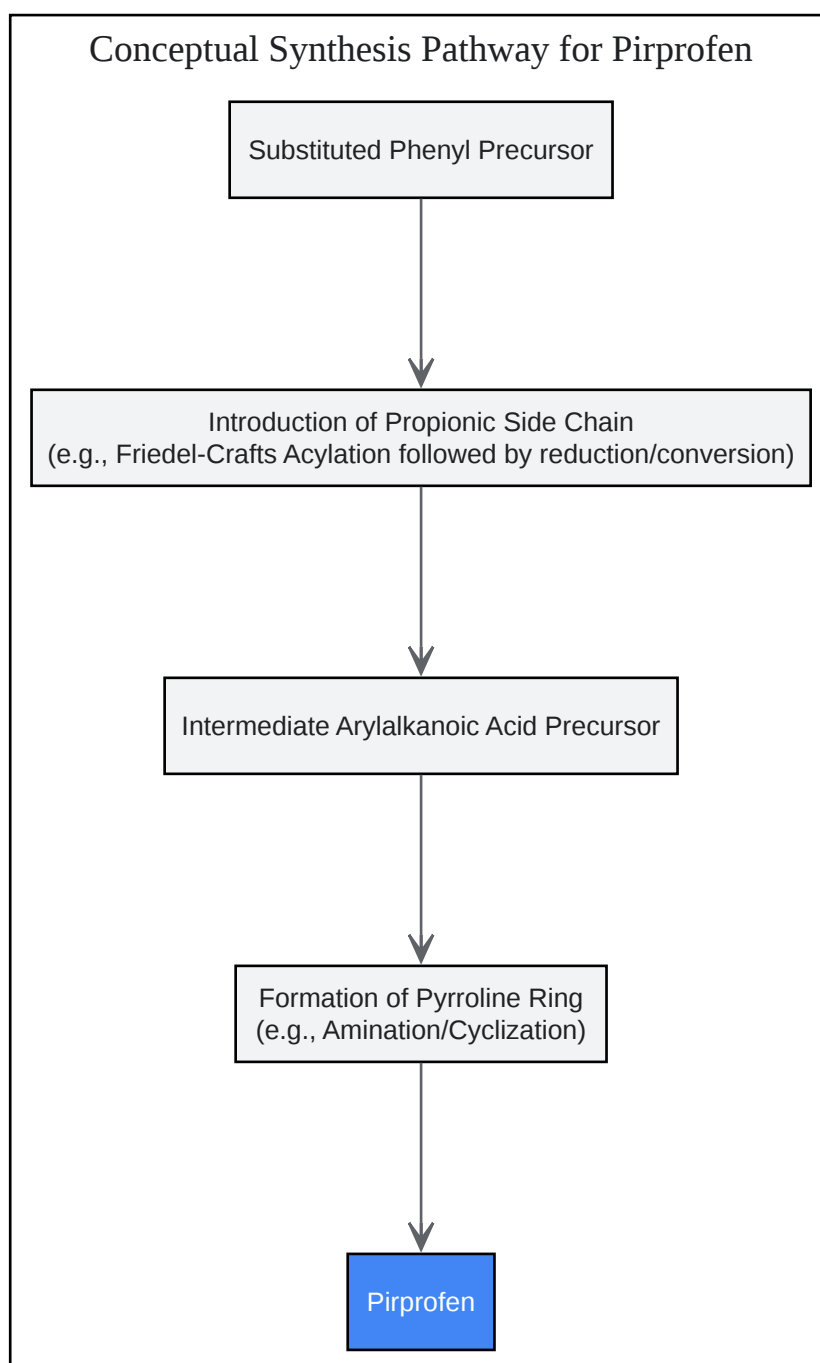 Conceptual Synthesis Pathway for Pirprofen
Substituted Phenyl Precursor
Introduction of Propionic Side Chain
(e.g., Friedel-Crafts Acylation followed by reduction/conversion)
Intermediate Arylalkanoic Acid Precursor
Formation of Pyrroline Ring
(e.g., Amination/Cyclization)
Pirprofen